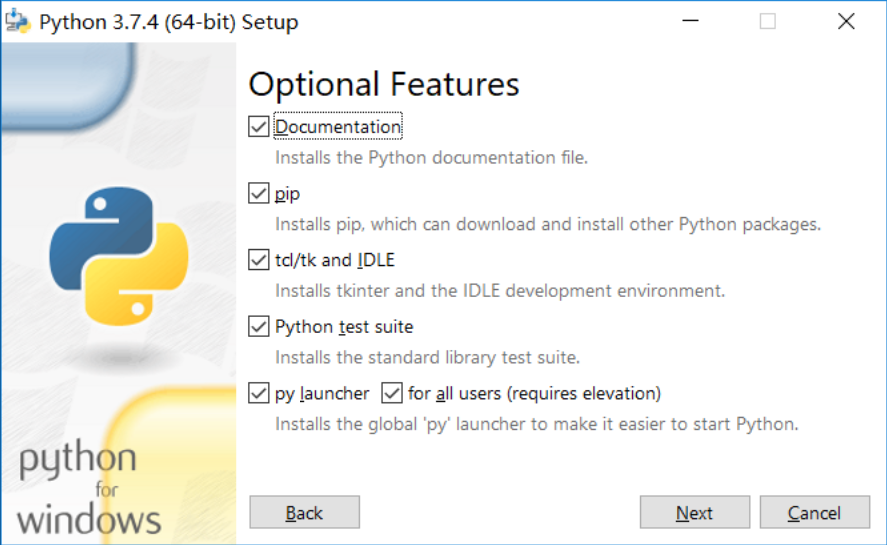 Python 3.7.4 (64-bit) Setup
Optional Features
Documentation
Installs the Python documentation file.
pip
Installs pip, which can download and install other Python packages.
tcl/tk and IDLE
Installs tkinter and the IDLE development environment.
Python test suite
Installs the standard library test suite.
py launcher for all users (requires elevation)
Installs the global 'py' launcher to make it easier to start Python.
python
for
windows
Back Next Cancel